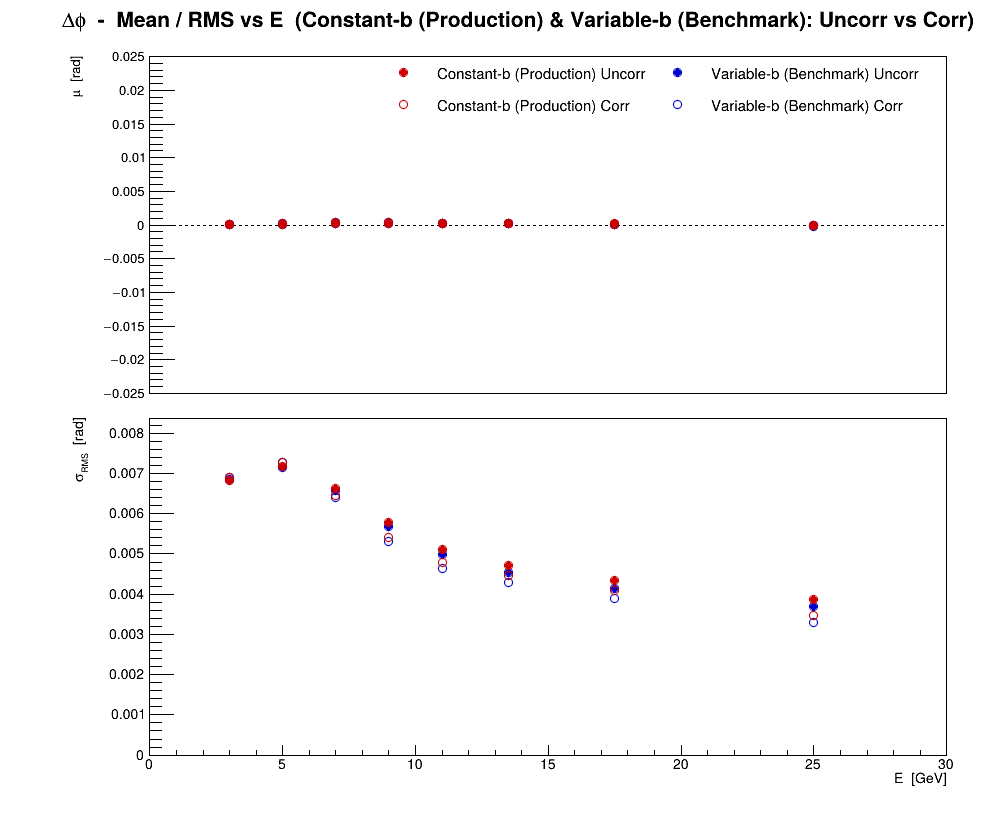 Δϕ - Mean / RMS vs E (Constant-b (Production) & Variable-b (Benchmark): Uncorr vs Corr)
μ [rad]
0.025
0.02
0.015
0.01
0.005
0
−0.005
−0.01
−0.015
−0.02
−0.025
Constant-b (Production) Uncorr
Variable-b (Benchmark) Uncorr
Constant-b (Production) Corr
Variable-b (Benchmark) Corr
σRMS [rad]
0.008
0.007
0.006
0.005
0.004
0.003
0.002
0.001
0
0 5 10 15 20 25 30
E [GeV]